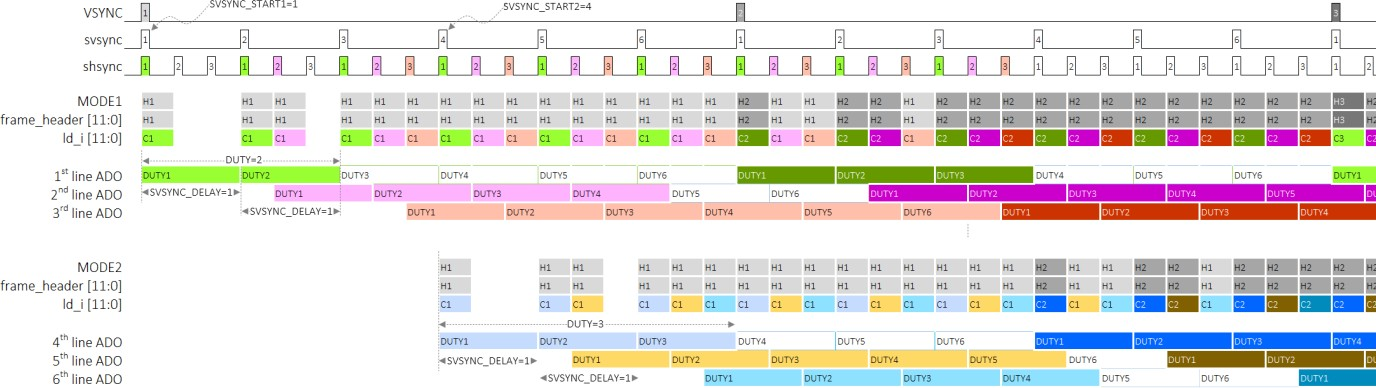 SVSYNC_START1=1 SVSYNC_START2=4
VSYNC 1 2 3
svsync 1 2 3 4 5 6 1 2 3 4 5 6 1
shsync 1 2 3 1 2 3 1 2 3 1 2 3 1 2 3 1 2 3 1 2 3 1 2 3 1 2 3 1 2 3 1 2 3 1 2 3 1 2
MODE1 H1 H1 H1 H1 H1 H1 H1 H1 H1 H1 H1 H1 H1 H1 H1 H2 H1 H1 H2 H2 H1 H2 H2 H2 H2 H2 H2 H2 H2 H2 H2 H2 H2 H3 H2
frame_header [11:0] H1 H1 H1 H1 H1 H1 H1 H1 H1 H1 H1 H1 H1 H1 H1 H2 H1 H1 H2 H2 H1 H2 H2 H2 H2 H2 H2 H2 H2 H2 H2 H2 H2 H3 H2
ld_i [11:0] C1 C1 C1 C1 C1 C1 C1 C1 C1 C1 C1 C1 C1 C1 C1 C2 C1 C1 C2 C2 C1 C2 C2 C2 C2 C2 C2 C2 C2 C2 C2 C2 C2 C3 C2
DUTY=2
1st line ADO DUTY1 DUTY2 DUTY3 DUTY4 DUTY5 DUTY6 DUTY1 DUTY2 DUTY3 DUTY4 DUTY5 DUTY6 DUTY1
2nd line ADO SVSYNC_DELAY=1 DUTY1 DUTY2 DUTY3 DUTY4 DUTY5 DUTY6 DUTY1 DUTY2 DUTY3 DUTY4 DUTY5
3rd line ADO SVSYNC_DELAY=1 DUTY1 DUTY2 DUTY3 DUTY4 DUTY5 DUTY6 DUTY1 DUTY2 DUTY3 DUTY4
MODE2 H1 H1 H1 H1 H1 H1 H1 H1 H1 H1 H1 H1 H1 H1 H1 H2 H1 H1 H2 H2 H1 H2 H2 H2 H2 H2
frame_header [11:0] H1 H1 H1 H1 H1 H1 H1 H1 H1 H1 H1 H1 H1 H1 H1 H2 H1 H1 H2 H2 H1 H2 H2 H2 H2 H2
ld_i [11:0] C1 C1 C1 C1 C1 C1 C1 C1 C1 C1 C1 C1 C1 C1 C1 C2 C1 C1 C2 C2 C1 C2 C2 C2 C2 C2
DUTY=3
4th line ADO DUTY1 DUTY2 DUTY3 DUTY4 DUTY5 DUTY6 DUTY1 DUTY2 DUTY3 DUTY4
5th line ADO SVSYNC_DELAY=1 DUTY1 DUTY2 DUTY3 DUTY4 DUTY5 DUTY6 DUTY1 DUTY2
6th line ADO SVSYNC_DELAY=1 DUTY1 DUTY2 DUTY3 DUTY4 DUTY5 DUTY6 DUTY1